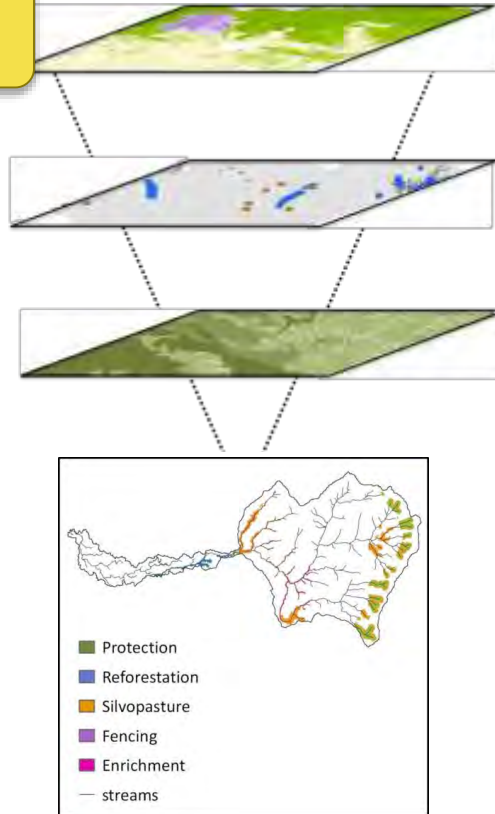 Protection
Reforestation
Silvopasture
Fencing
Enrichment
streams